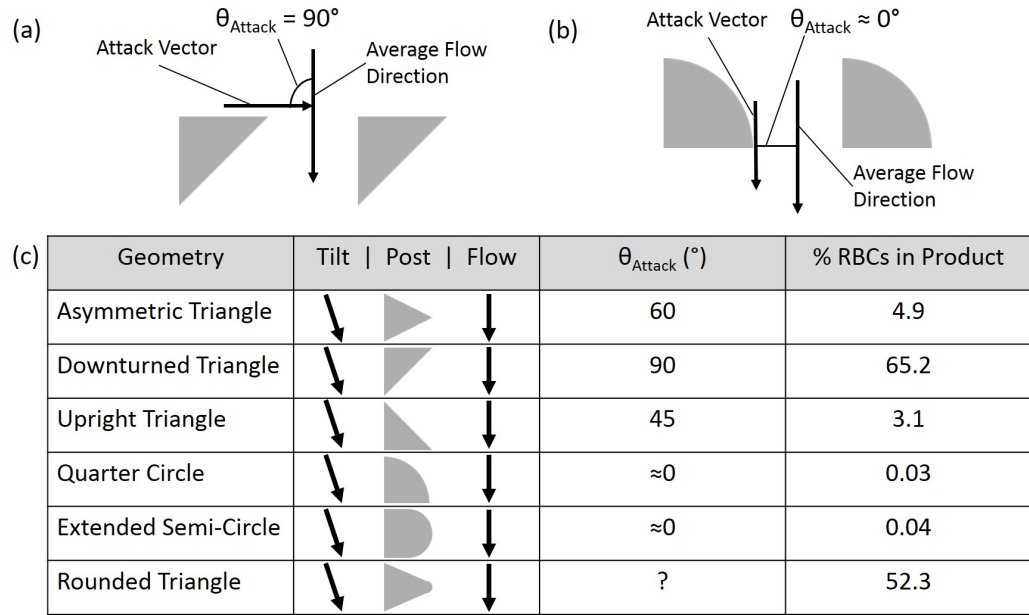 (a)
θAttack = 90°
Attack Vector
Average Flow
Direction
(b)
Attack
Vector
θAttack ≈ 0°
Average Flow
Direction
(c)
Geometry | Tilt | Post | Flow | θAttack (°) | % RBCs in Product
Asymmetric Triangle 60 4.9
Downturned Triangle 90 65.2
Upright Triangle 45 3.1
Quarter Circle ≈0 0.03
Extended Semi-Circle ≈0 0.04
Rounded Triangle ? 52.3